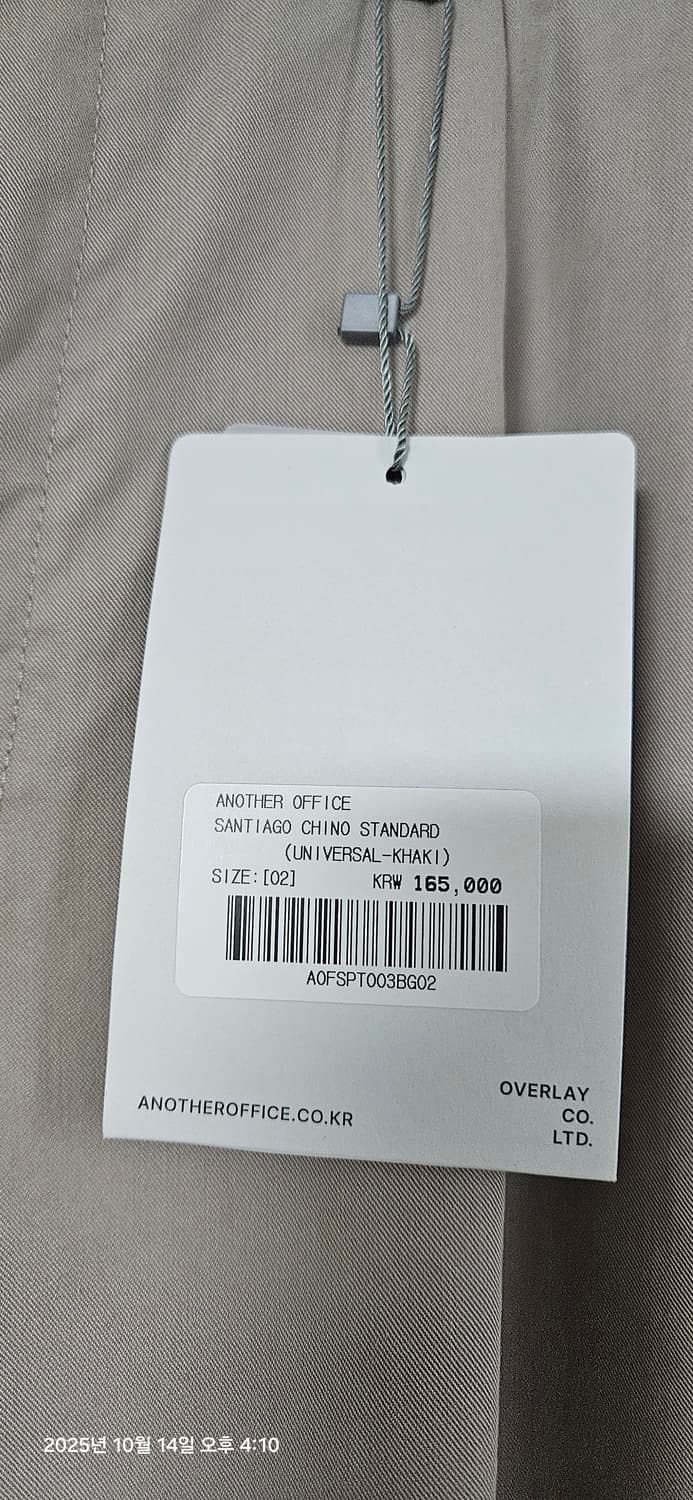 ANOTHER OFFICE
SANTIAGO CHINO STANDARD
(UNIVERSAL-KHAKI)
SIZE:[02] KR₩ 165,000
AOFSPT003BG02
ANOTHEROFFICE.CO.KR
OVERLAY
CO.
LTD.
2025년 10월 14일 오후 4:10